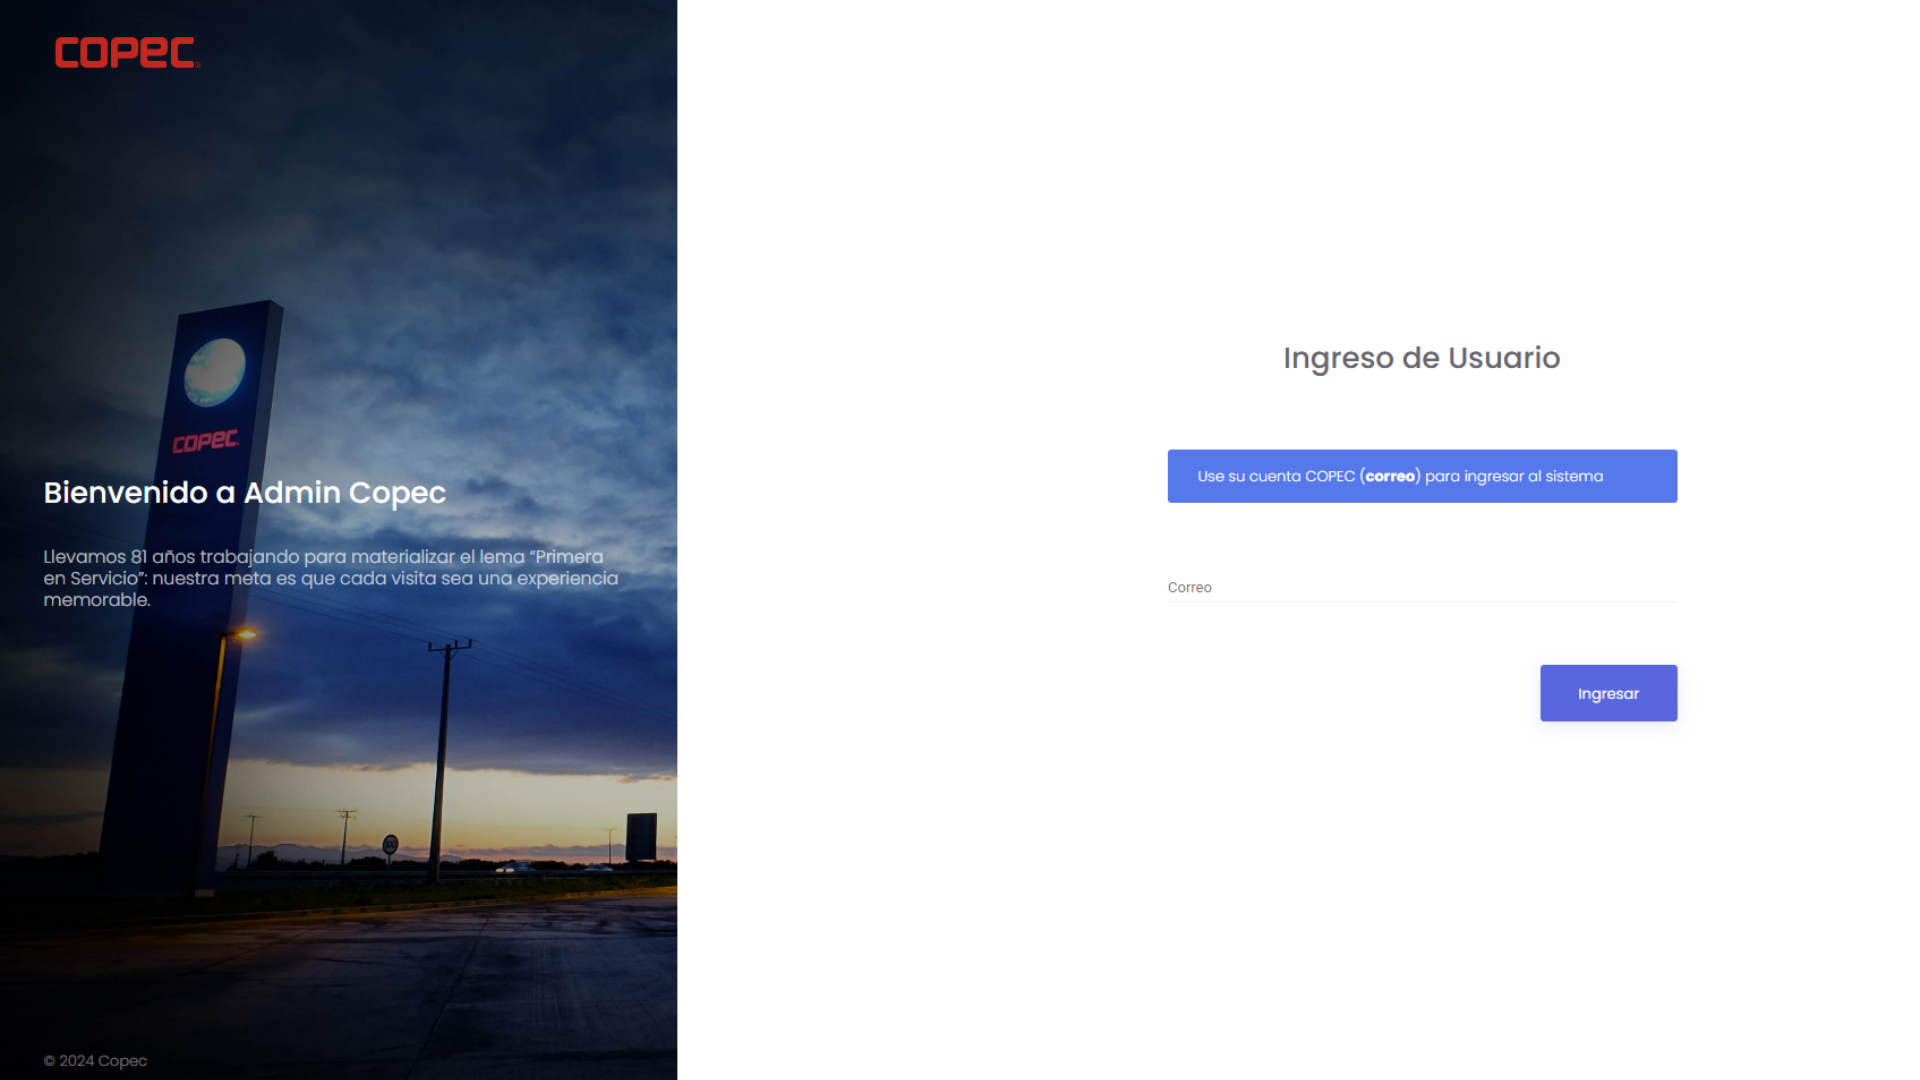 COPEC
COPEC
Bienvenido a Admin Copec
Llevamos 81 años trabajando para materializar el lema “Primera
en Servicio”: nuestra meta es que cada visita sea una experiencia
memorable.
© 2024 Copec
Ingreso de Usuario
Use su cuenta COPEC (correo) para ingresar al sistema
Correo
Ingresar